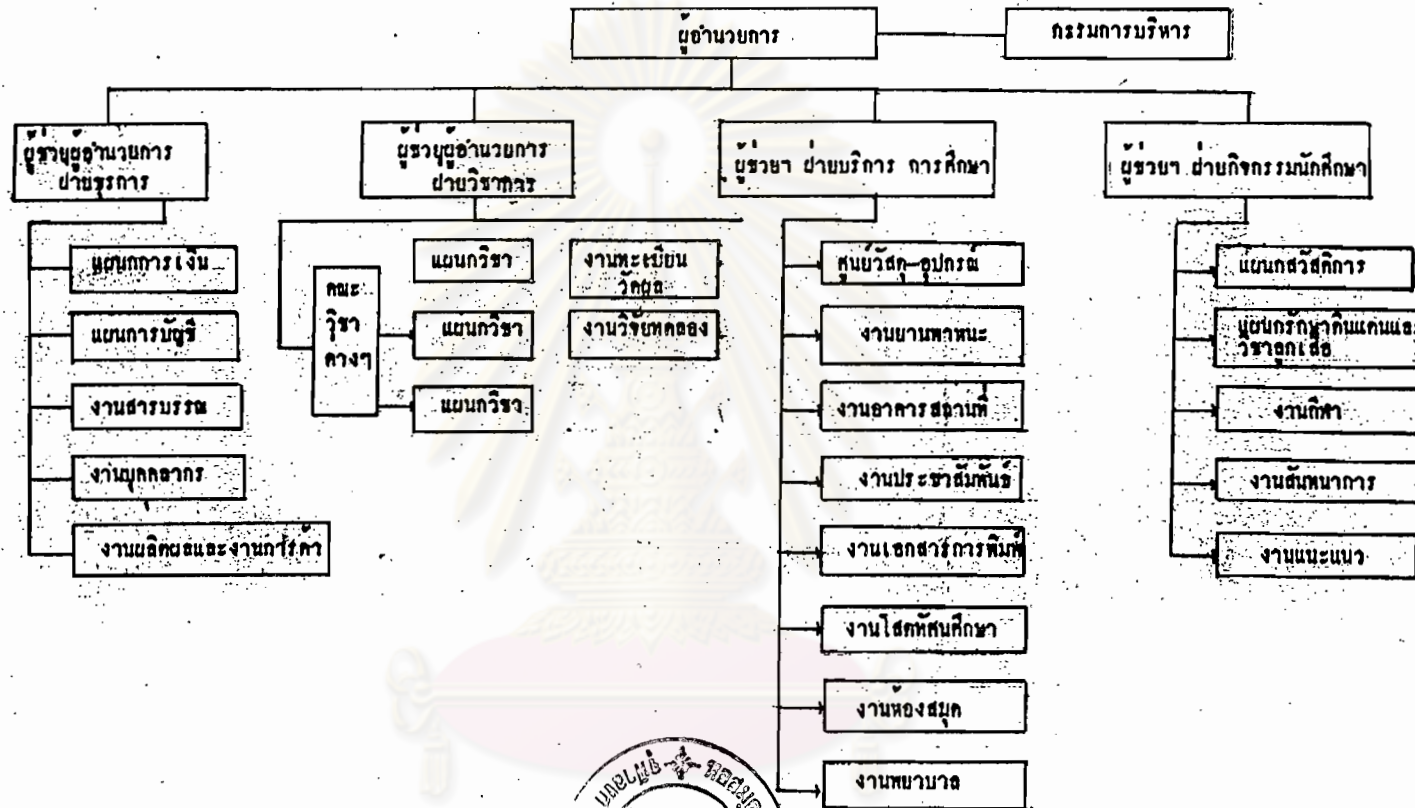 ผู้อำนวยการ
กรรมการบริหาร
ผู้ช่วยผู้อำนวยการ
ฝ่ายธุรการ
ผู้ช่วยผู้อำนวยการ
ฝ่ายวิชาการ
ผู้ช่วยฯ ฝ่ายบริการ การศึกษา
ผู้ช่วยฯ ฝ่ายกิจกรรมนักศึกษา
แผนกการเงิน
แผนการบัญชี
งานสารบรรณ
งานบุคคลากร
งานผลิตผลและงานการค้า
คณะ
วิชา
ต่างๆ
แผนกวิชา
แผนกวิชา
แผนกวิชา
งานทะเบียน
วัดผล
งานวิจัยทดลอง
ศูนย์วัสดุ-อุปกรณ์
งานยานพาหนะ
งานอาคารสถานที่
งานประชาสัมพันธ์
งานเอกสารการพิมพ์
งานโสตทัศนศึกษา
งานห้องสมุด
งานพยาบาล
แผนกสวัสดิการ
แผนกรักษาดินแดนและ
วิชาลูกเสือ
งานกีฬา
งานสันทนาการ
งานแนะแนว